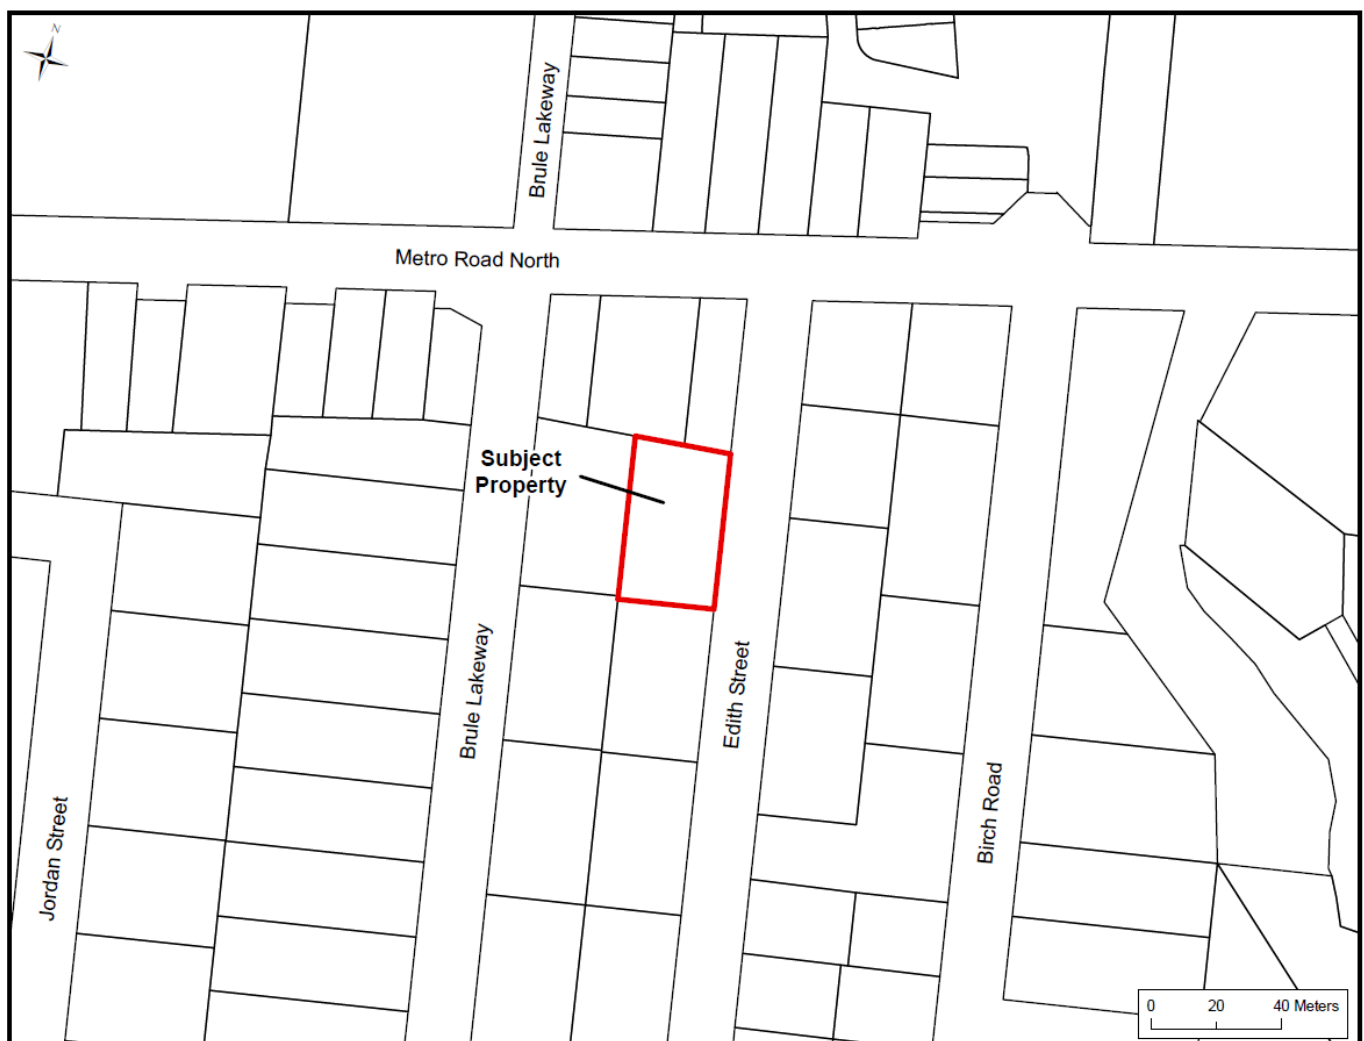 N
Brule Lakeway
Metro Road North
Subject
Property
Brule Lakeway
Edith Street
Birch Road
Jordan Street
0 20 40 Meters